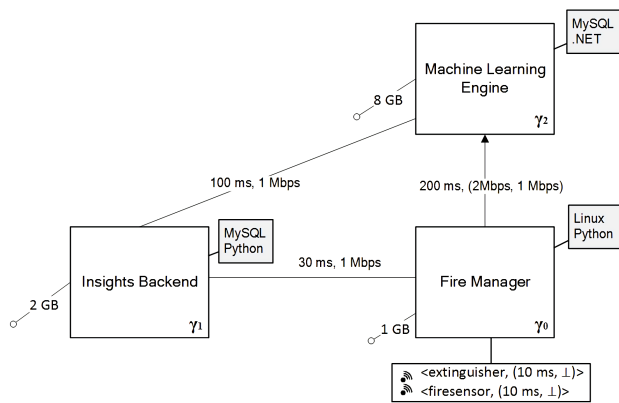 MySQL
.NET
Machine Learning
Engine
γ2
8 GB
100 ms, 1 Mbps
200 ms, (2Mbps, 1 Mbps)
MySQL
Python
Linux
Python
Insights Backend
γ1
30 ms, 1 Mbps
Fire Manager
γ0
2 GB
1 GB
<extinguisher, (10 ms, ⊥)>
<firesensor, (10 ms, ⊥)>